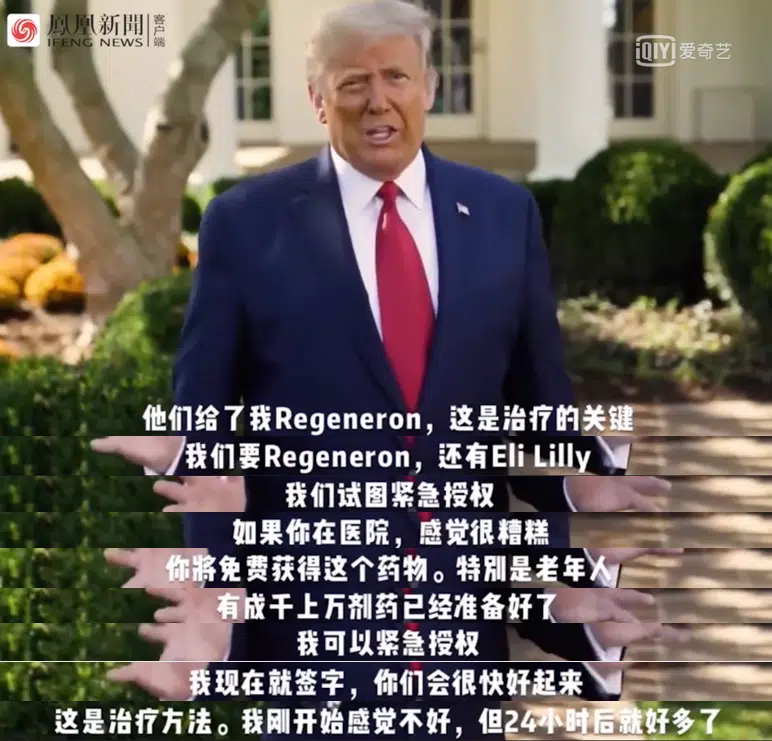 鳳凰新聞
客户端
IFENG NEWS
iQIYI 爱奇艺
他们给了我Regeneron，这是治疗的关键
我们要Regeneron，还有Eli Lilly
我们试图紧急授权
如果你在医院，感觉很糟糕
你將免费获得这个药物。特别是老年人
有成千上万剂药已经准备好了
我可以紧急授权
我现在就签字，你们会很快好起来
这是治疗方法。我刚开始感觉不好，但24小时后就好多了